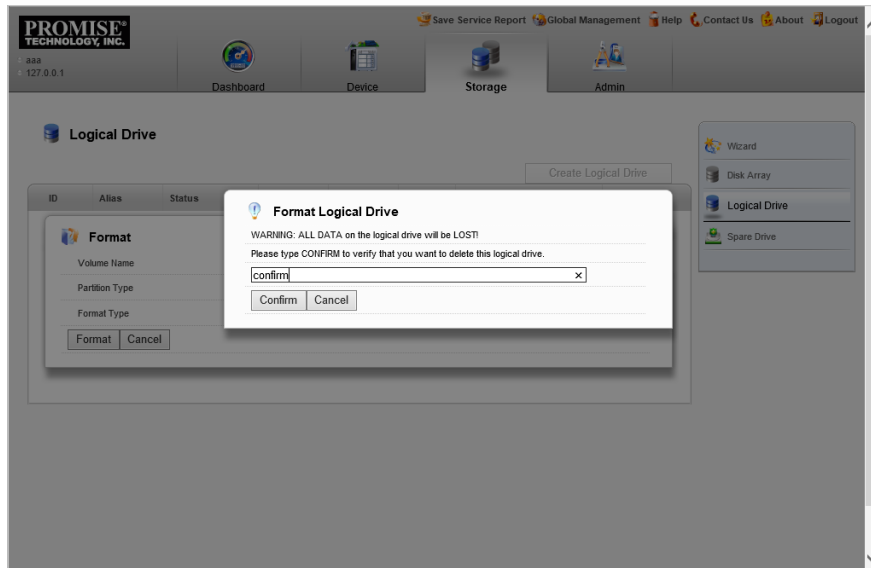 PROMISE®
TECHNOLOGY, INC.
Save Service Report Global Management Help Contact Us About Logout
aaa
127.0.0.1
Dashboard Device Storage Admin
Logical Drive
Create Logical Drive
ID Alias Status
Format
Volume Name
Partition Type
Format Type
Format Cancel
Format Logical Drive
WARNING: ALL DATA on the logical drive will be LOST!
Please type CONFIRM to verify that you want to delete this logical drive.
confirm
Confirm Cancel
Wizard
Disk Array
Logical Drive
Spare Drive